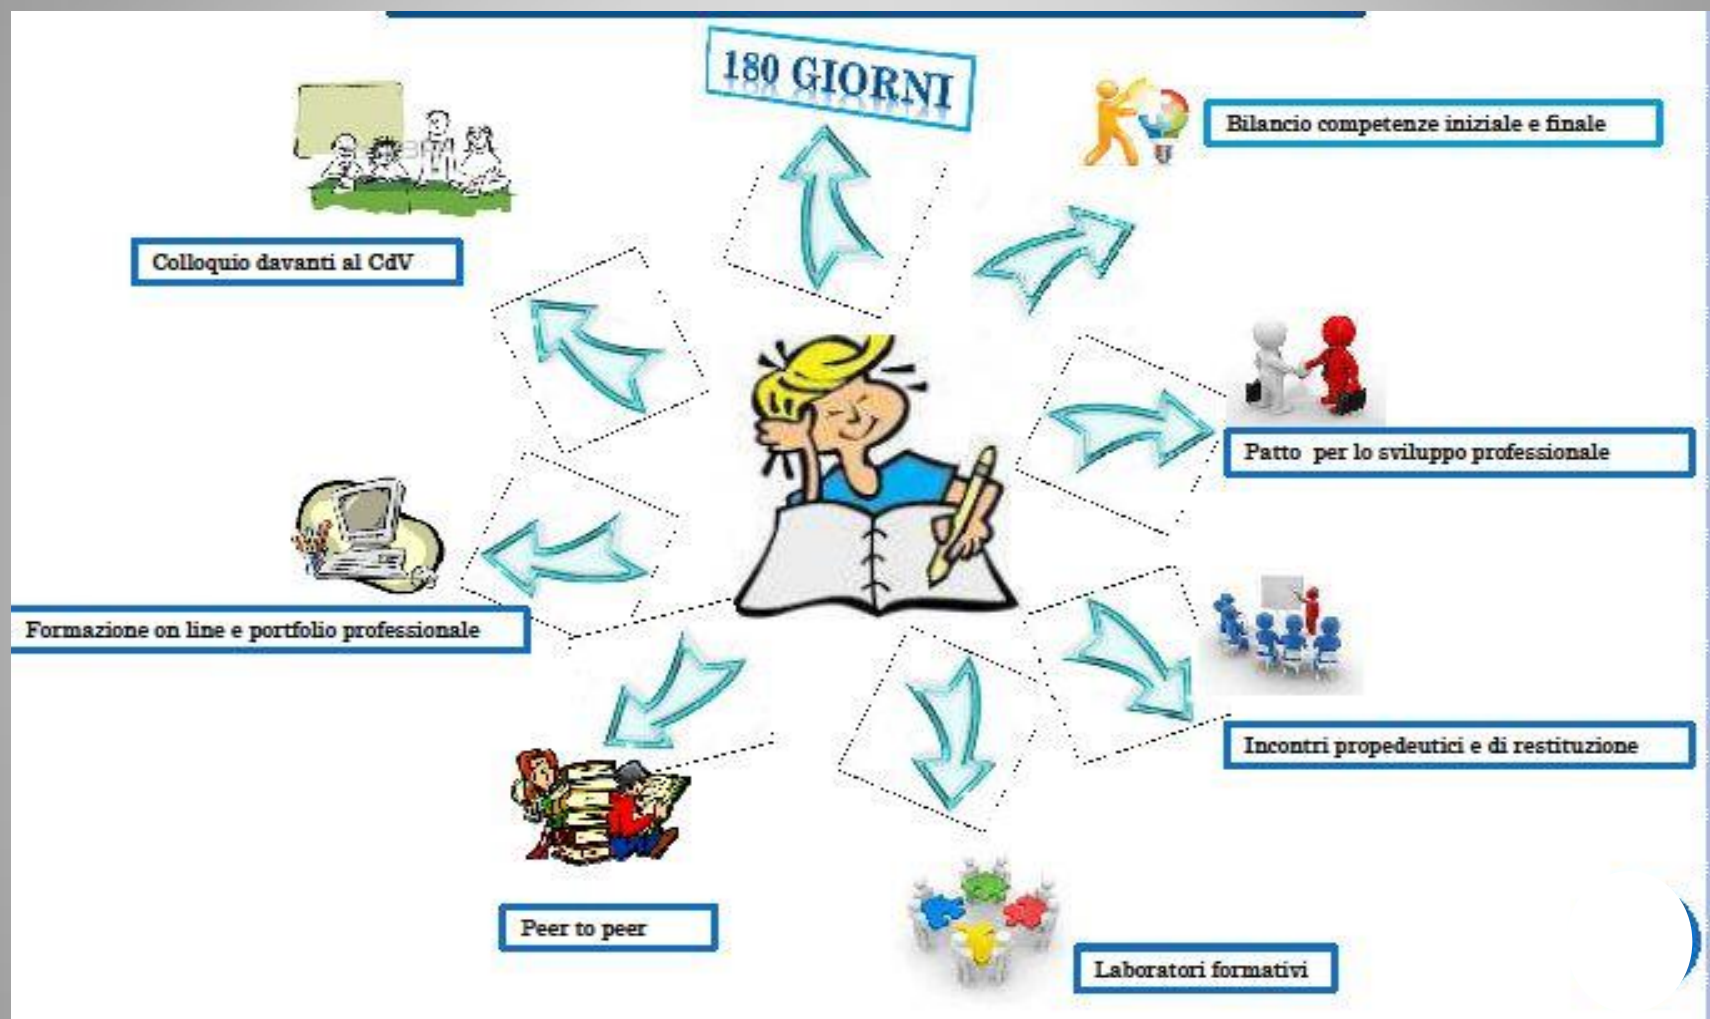 180 GIORNI
Bilancio competenze iniziale e finale
Colloquio davanti al CdV
Patto per lo sviluppo professionale
Formazione on line e portfolio professionale
Incontri propedeutici e di restituzione
Peer to peer
Laboratori formativi